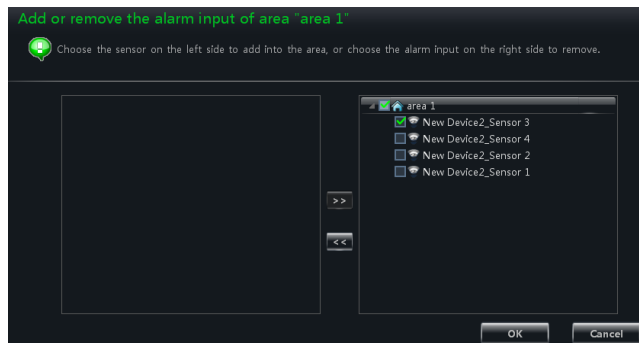 Add or remove the alarm input of area "area 1"
Choose the sensor on the left side to add into the area, or choose the alarm input on the right side to remove.
area 1
New Device2_Sensor 3
New Device2_Sensor 4
New Device2_Sensor 2
New Device2_Sensor 1
>>
<<
OK Cancel